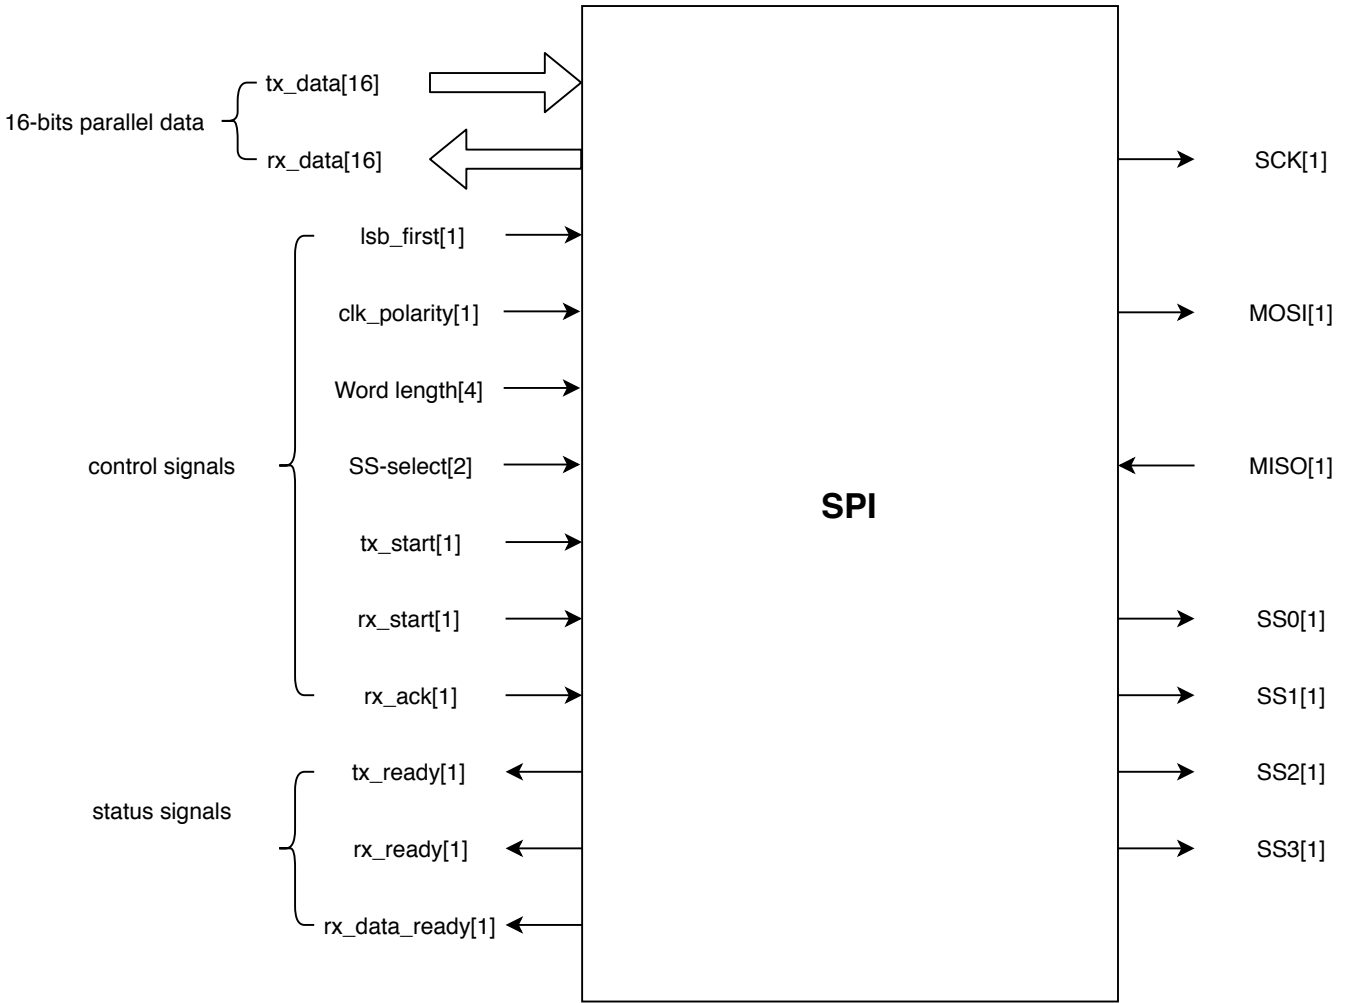 tx_data[16]
16-bits parallel data
rx_data[16]
lsb_first[1]
clk_polarity[1]
Word length[4]
control signals
SS-select[2]
tx_start[1]
rx_start[1]
rx_ack[1]
tx_ready[1]
status signals
rx_ready[1]
rx_data_ready[1]
SPI
SCK[1]
MOSI[1]
MISO[1]
SS0[1]
SS1[1]
SS2[1]
SS3[1]